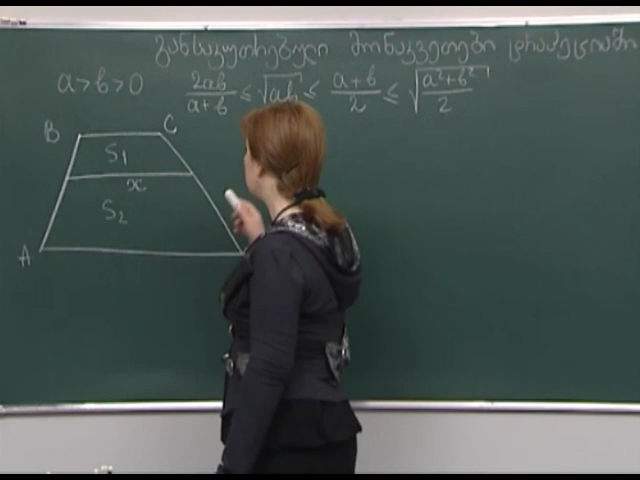 განსაკუთრებული მონაკვეთები ტრაპეციაში
a > b > 0 2ab/(a+b) ≤ √ab ≤ (a+b)/2 ≤ √((a²+b²)/2)
B C
S₁
x
S₂
A